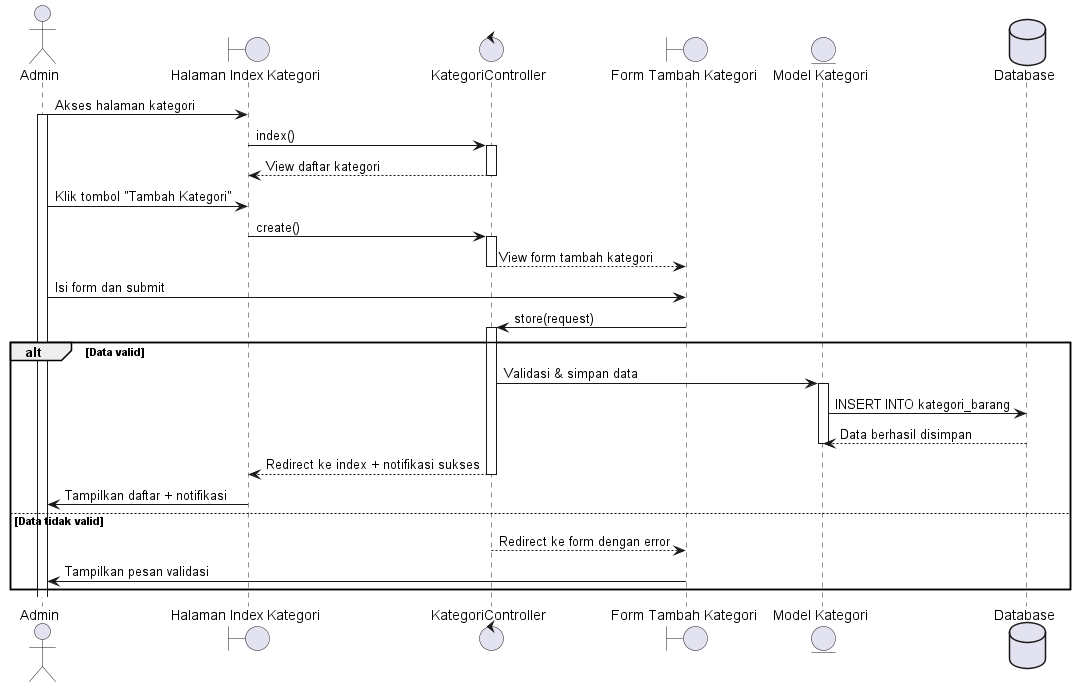 Admin
Halaman Index Kategori
KategoriController
Form Tambah Kategori
Model Kategori
Database
Akses halaman kategori
index()
View daftar kategori
Klik tombol "Tambah Kategori"
create()
View form tambah kategori
Isi form dan submit
store(request)
alt
[Data valid]
Validasi & simpan data
INSERT INTO kategori_barang
Data berhasil disimpan
Redirect ke index + notifikasi sukses
Tampilkan daftar + notifikasi
[Data tidak valid]
Redirect ke form dengan error
Tampilkan pesan validasi
Admin
Halaman Index Kategori
KategoriController
Form Tambah Kategori
Model Kategori
Database